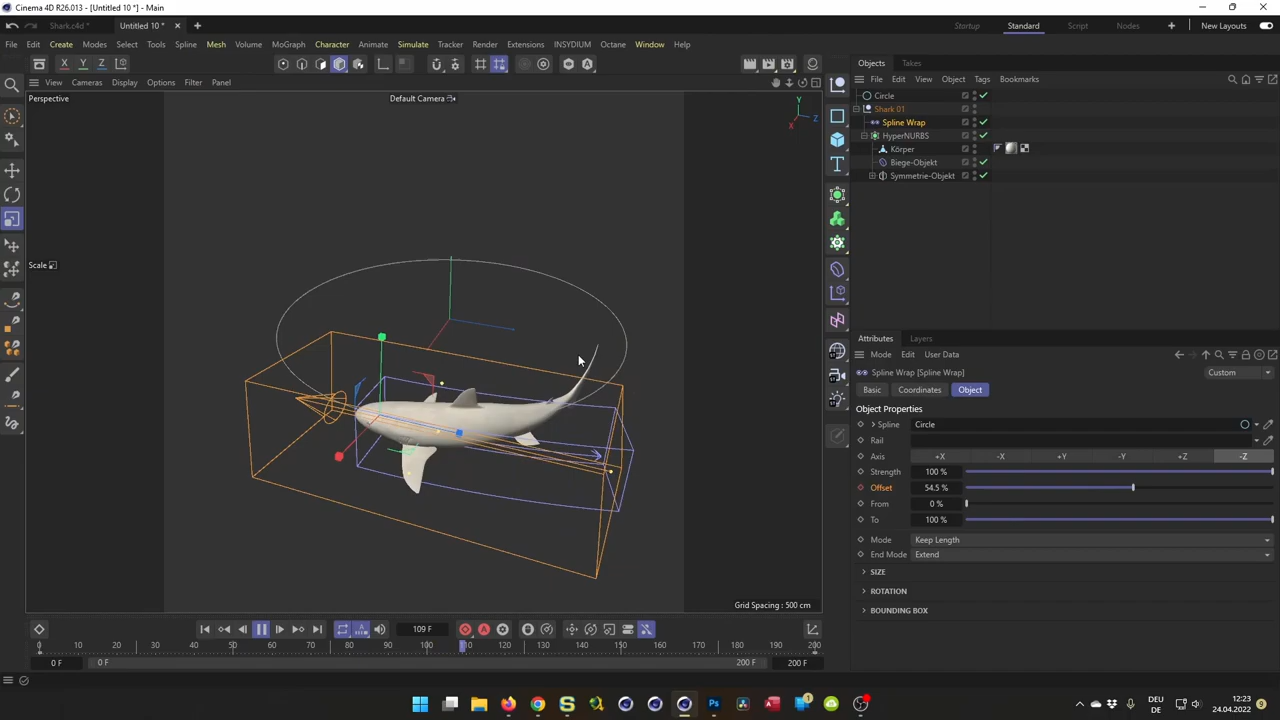 Cinema 4D R26.013 - [Untitled 10 *] - Main
Shark.c4d *
Untitled 10 *
Startup
Standard
Script
Nodes
New Layouts
File Edit Create Modes Select Tools Spline Mesh Volume MoGraph Character Animate Simulate Tracker Render Extensions INSYDIUM Octane Window Help
X Y Z
View Cameras Display Options Filter Panel
Perspective
Default Camera
Y
X
Z
Scale
Grid Spacing : 500 cm
Objects Takes
File Edit View Object Tags Bookmarks
Circle
Shark 01
Spline Wrap
HyperNURBS
Körper
Biege-Objekt
Symmetrie-Objekt
Attributes Layers
Mode Edit User Data
Spline Wrap [Spline Wrap]
Custom
Basic Coordinates Object
Object Properties
Spline Circle
Rail
Axis +X -X +Y -Y +Z -Z
Strength 100 %
Offset 54.5 %
From 0 %
To 100 %
Mode Keep Length
End Mode Extend
SIZE
ROTATION
BOUNDING BOX
109 F
0 10 20 30 40 50 60 70 80 90 100 110 120 130 140 150 160 170 180 190 200
0 F 0 F 200 F 200 F
DEU
DE
12:23
24.04.2022